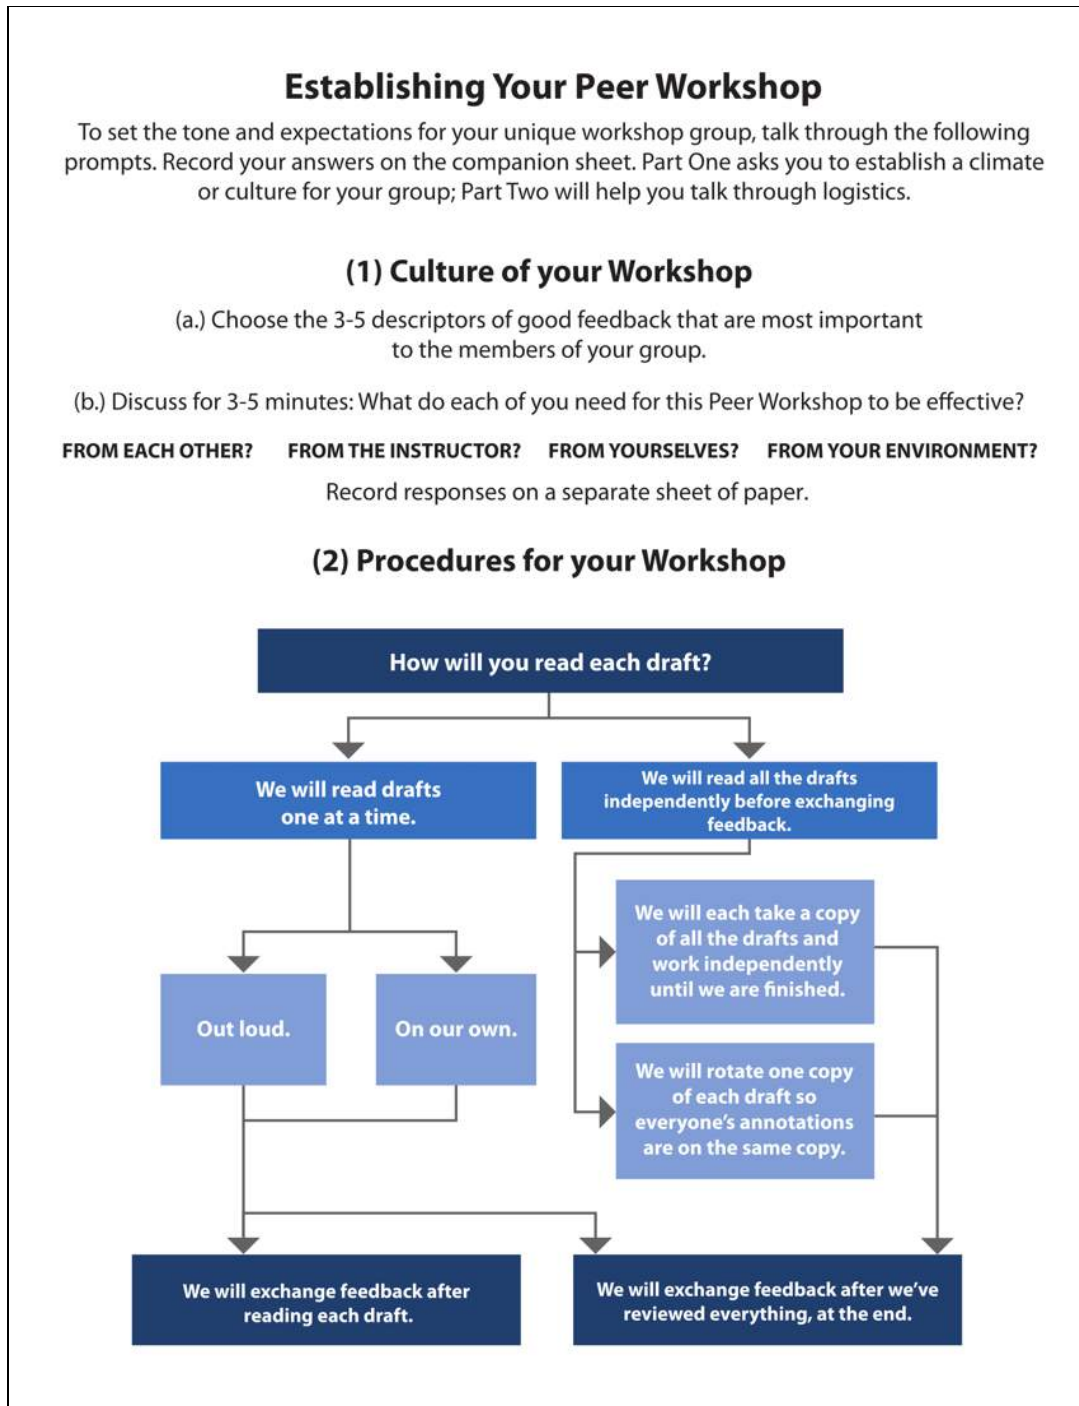 Establishing Your Peer Workshop
To set the tone and expectations for your unique workshop group, talk through the following
prompts. Record your answers on the companion sheet. Part One asks you to establish a climate
or culture for your group; Part Two will help you talk through logistics.
(1) Culture of your Workshop
(a.) Choose the 3-5 descriptors of good feedback that are most important
to the members of your group.
(b.) Discuss for 3-5 minutes: What do each of you need for this Peer Workshop to be effective?
FROM EACH OTHER? FROM THE INSTRUCTOR? FROM YOURSELVES? FROM YOUR ENVIRONMENT?
Record responses on a separate sheet of paper.
(2) Procedures for your Workshop
How will you read each draft?
We will read drafts
one at a time.
We will read all the drafts
independently before exchanging
feedback.
We will each take a copy
of all the drafts and
work independently
until we are finished.
Out loud.
On our own.
We will rotate one copy
of each draft so
everyone's annotations
are on the same copy.
We will exchange feedback after
reading each draft.
We will exchange feedback after we've
reviewed everything, at the end.